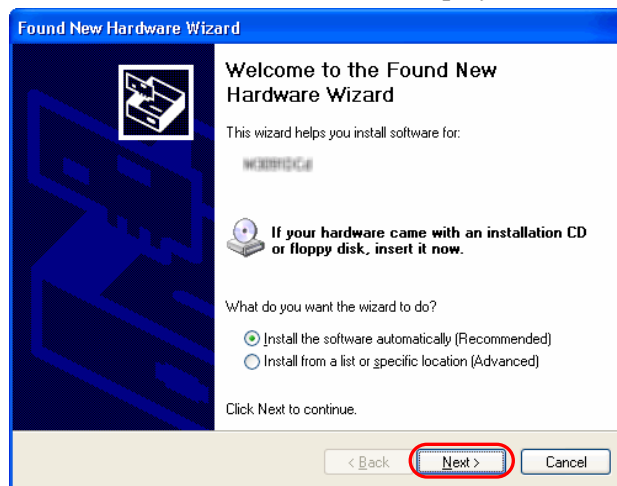 Found New Hardware Wizard
Welcome to the Found New
Hardware Wizard
This wizard helps you install software for:
If your hardware came with an installation CD
or floppy disk, insert it now.
What do you want the wizard to do?
Install the software automatically (Recommended)
Install from a list or specific location (Advanced)
Click Next to continue.
< Back Next > Cancel